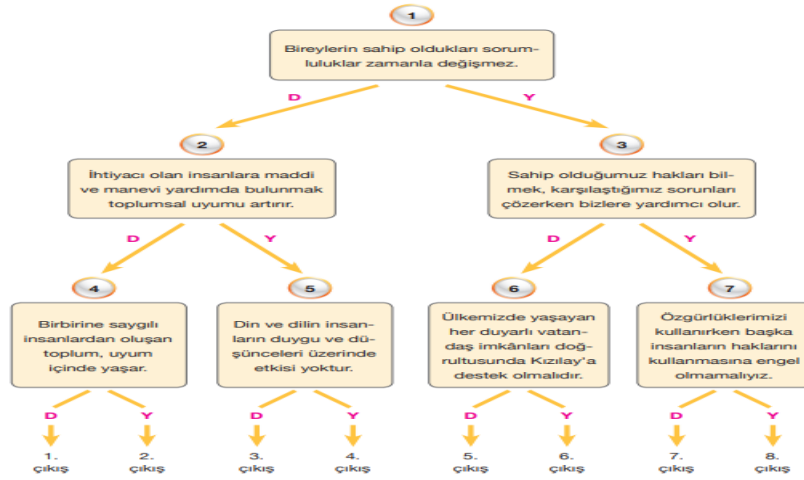 1
Bireylerin sahip oldukları sorum-
luluklar zamanla değişmez.
D
Y
2
İhtiyacı olan insanlara maddi
ve manevi yardımda bulunmak
toplumsal uyumu artırır.
3
Sahip olduğumuz hakları bil-
mek, karşılaştığımız sorunları
çözerken bizlere yardımcı olur.
D
Y
D
Y
4
Birbirine saygılı
insanlardan oluşan
toplum, uyum
içinde yaşar.
5
Din ve dilin insan-
ların duygu ve dü-
şünceleri üzerinde
etkisi yoktur.
6
Ülkemizde yaşayan
her duyarlı vatan-
daş imkânları doğ-
rultusunda Kızılay'a
destek olmalıdır.
7
Özgürlüklerimizi
kullanırken başka
insanların haklarını
kullanmasına engel
olmamalıyız.
D
Y
D
Y
D
Y
D
Y
1.
çıkış
2.
çıkış
3.
çıkış
4.
çıkış
5.
çıkış
6.
çıkış
7.
çıkış
8.
çıkış